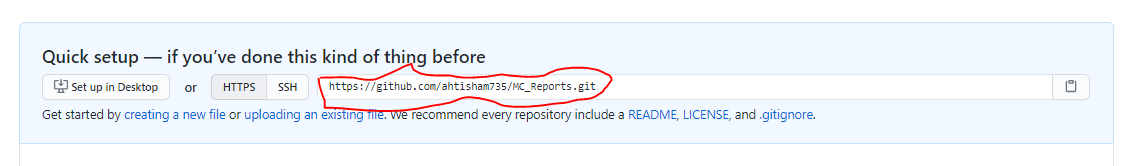 Quick setup — if you've done this kind of thing before
Set up in Desktop or HTTPS SSH https://github.com/ahtisham735/MC_Reports.git
Get started by creating a new file or uploading an existing file. We recommend every repository include a README, LICENSE, and .gitignore.